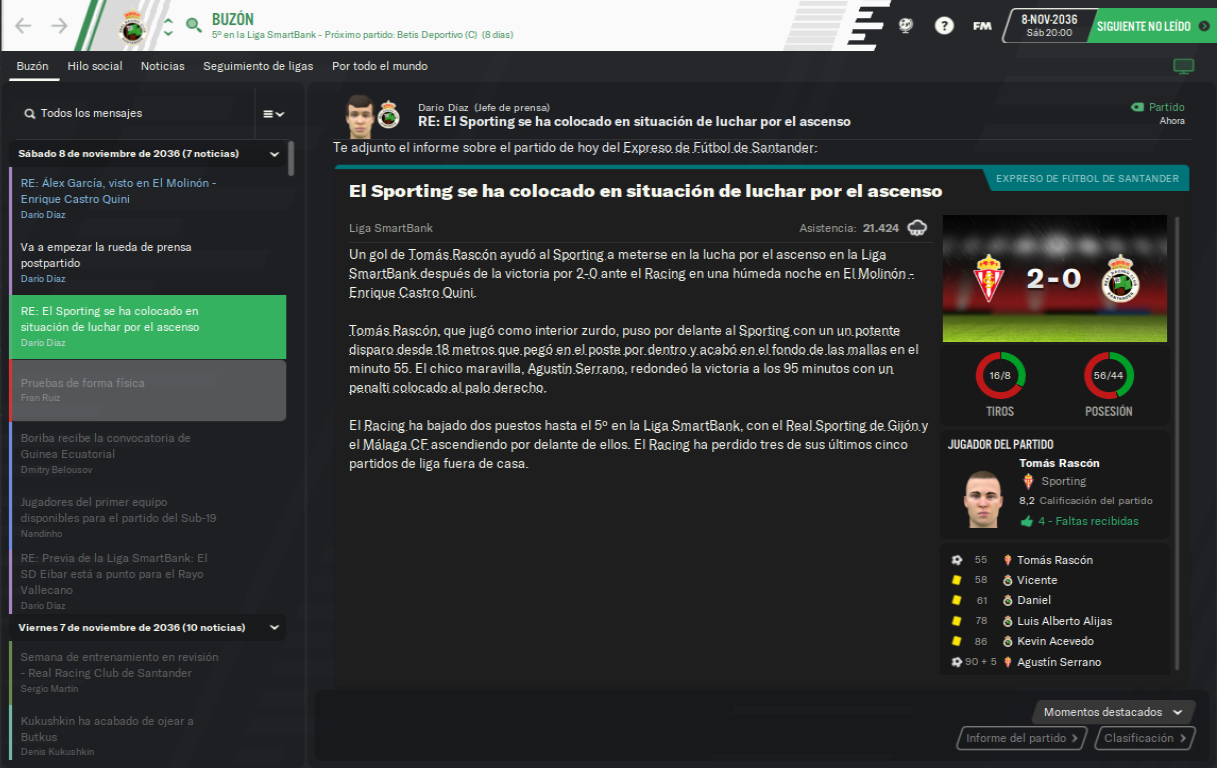 BUZÓN
5º en la Liga SmartBank - Próximo partido: Betis Deportivo (C) (8 días)
?
FM
8-NOV-2036
Sáb 20:00
SIGUIENTE NO LEÍDO
Buzón
Hilo social
Noticias
Seguimiento de ligas
Por todo el mundo
Todos los mensajes
Sábado 8 de noviembre de 2036 (7 noticias)
RE: Álex García, visto en El Molinón -
Enrique Castro Quini
Darío Díaz
Va a empezar la rueda de prensa
postpartido
Darío Díaz
RE: El Sporting se ha colocado en
situación de luchar por el ascenso
Darío Díaz
Pruebas de forma física
Fran Ruiz
Boriba recibe la convocatoria de
Guinea Ecuatorial
Dmitry Belousov
Jugadores del primer equipo
disponibles para el partido del Sub-19
Nandinho
RE: Previa de la Liga SmartBank: El
SD Eibar está a punto para el Rayo
Vallecano
Darío Díaz
Viernes 7 de noviembre de 2036 (10 noticias)
Semana de entrenamiento en revisión
- Real Racing Club de Santander
Sergio Martín
Kukushkin ha acabado de ojear a
Butkus
Denis Kukushkin
Darío Díaz (Jefe de prensa)
RE: El Sporting se ha colocado en situación de luchar por el ascenso
Partido
Ahora
Te adjunto el informe sobre el partido de hoy del Expreso de Fútbol de Santander:
El Sporting se ha colocado en situación de luchar por el ascenso
EXPRESO DE FÚTBOL DE SANTANDER
Liga SmartBank
Asistencia: 21.424
Un gol de Tomás Rascón ayudó al Sporting a meterse en la lucha por el ascenso en la Liga
SmartBank después de la victoria por 2-0 ante el Racing en una húmeda noche en El Molinón -
Enrique Castro Quini.
Tomás Rascón, que jugó como interior zurdo, puso por delante al Sporting con un un potente
disparo desde 18 metros que pegó en el poste por dentro y acabó en el fondo de las mallas en el
minuto 55. El chico maravilla, Agustín Serrano, redondeó la victoria a los 95 minutos con un
penalti colocado al palo derecho.
El Racing ha bajado dos puestos hasta el 5º en la Liga SmartBank, con el Real Sporting de Gijón y
el Málaga CF ascendiendo por delante de ellos. El Racing ha perdido tres de sus últimos cinco
partidos de liga fuera de casa.
2-0
16/8
TIROS
56/44
POSESIÓN
JUGADOR DEL PARTIDO
Tomás Rascón
Sporting
8,2 Calificación del partido
4 - Faltas recibidas
55 Tomás Rascón
58 Vicente
61 Daniel
78 Luis Alberto Alijas
86 Kevin Acevedo
90 + 5 Agustín Serrano
Momentos destacados
Informe del partido
Clasificación